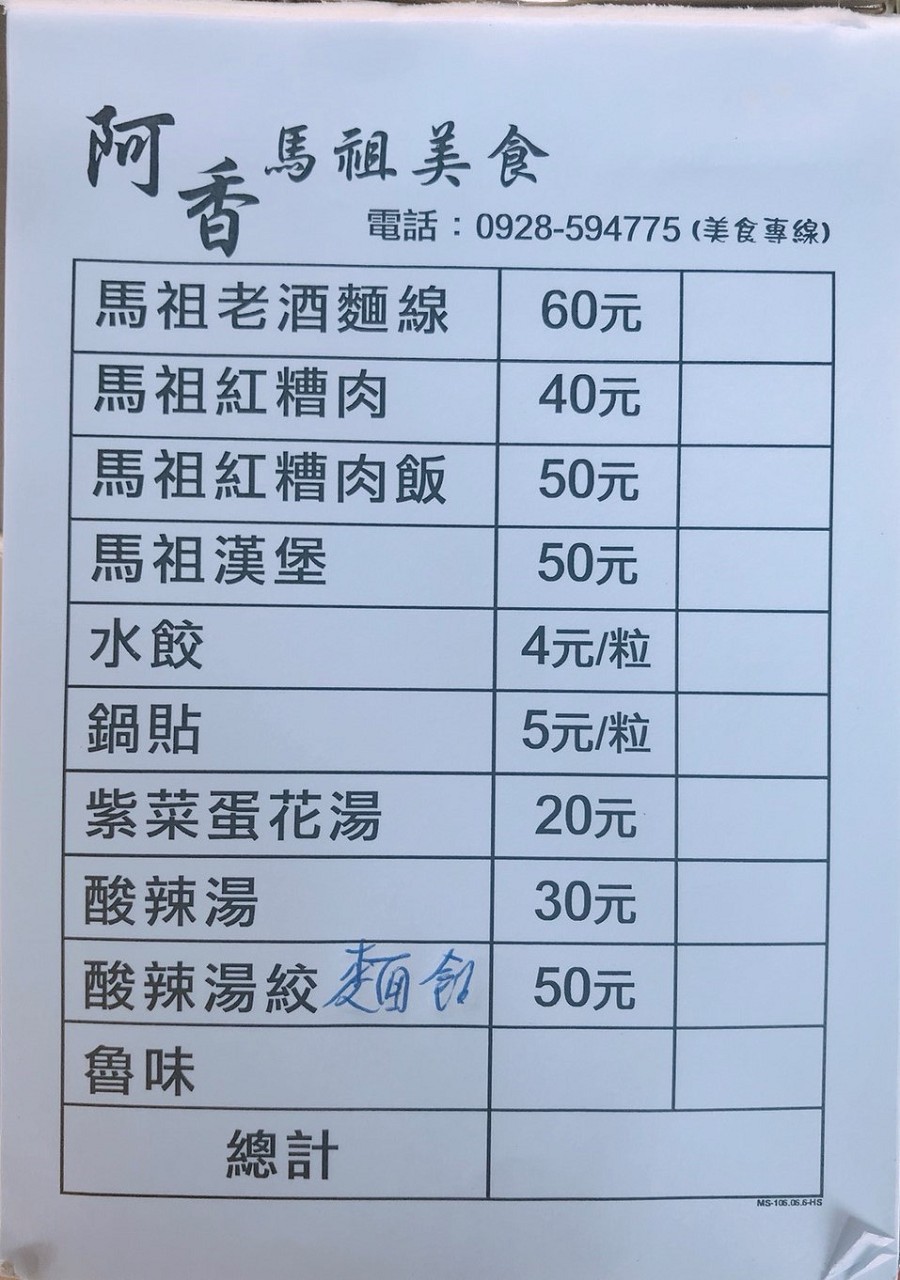 阿香馬祖美食
電話：0928-594775 (美食專線)
馬祖老酒麵線 60元
馬祖紅糟肉 40元
馬祖紅糟肉飯 50元
馬祖漢堡 50元
水餃 4元/粒
鍋貼 5元/粒
紫菜蛋花湯 20元
酸辣湯 30元
酸辣湯絞 麵 50元
魯味
總計
MS-106.06.6-HS